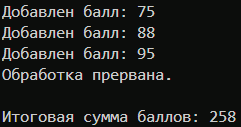 Добавлен балл: 75
Добавлен балл: 88
Добавлен балл: 95
Обработка прервана.
Итоговая сумма баллов: 258